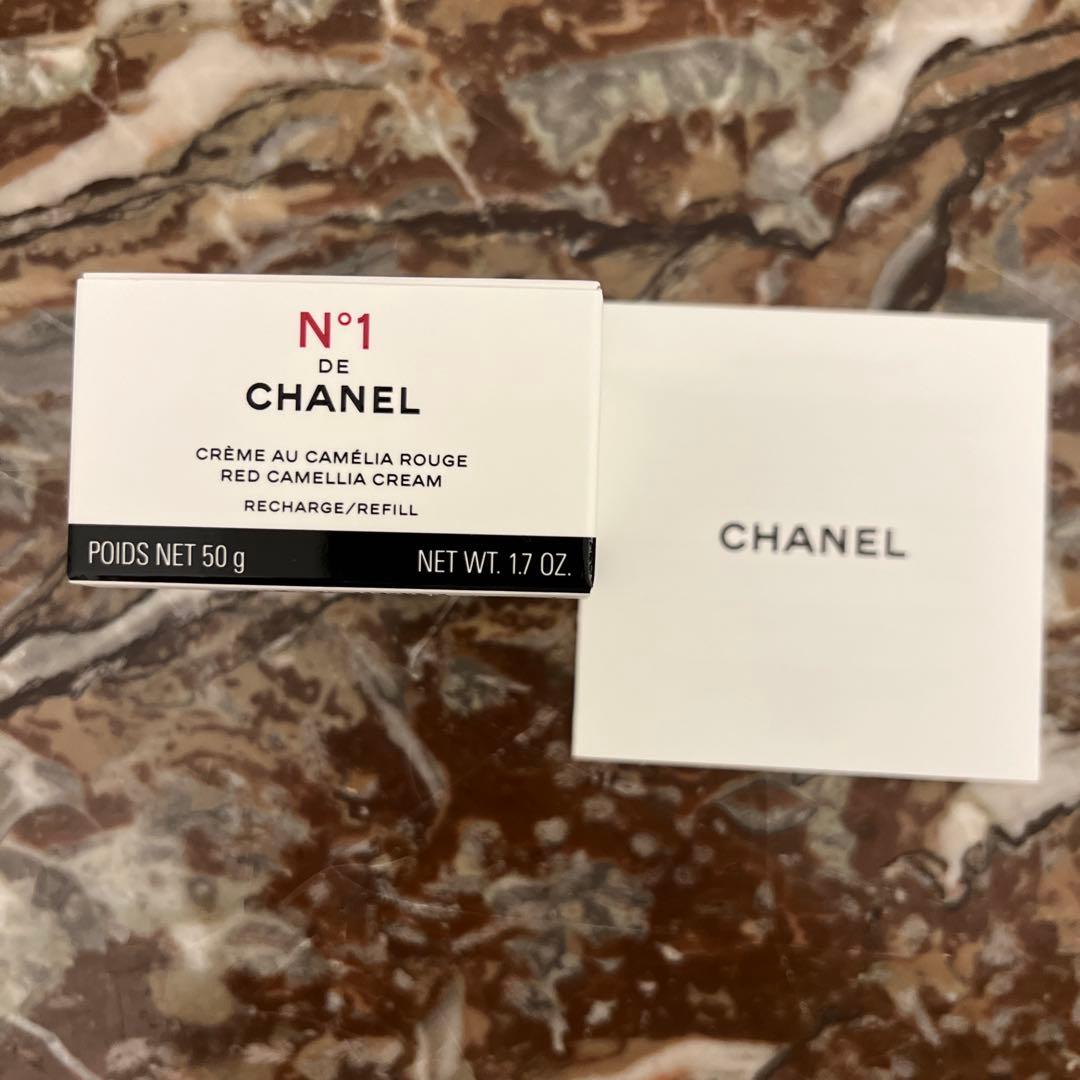 N°1
DE
CHANEL
CRÈME AU CAMÉLIA ROUGE
RED CAMELLIA CREAM
RECHARGE/REFILL
POIDS NET 50 g NET WT. 1.7 OZ.
CHANEL